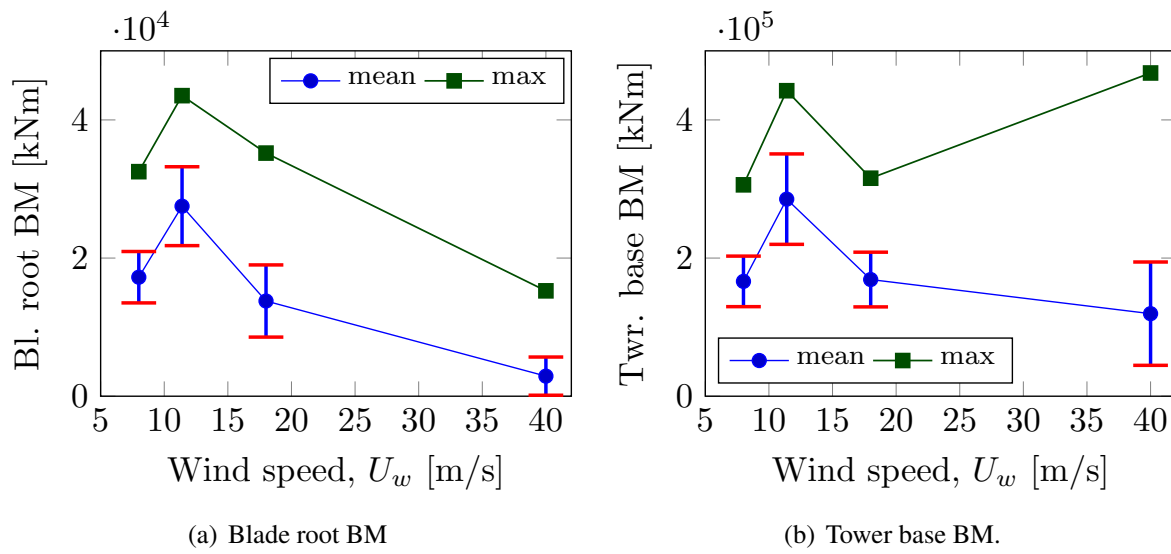 ·10^4
Bl. root BM [kNm]
4
2
0
mean max
5 10 15 20 25 30 35 40
Wind speed, U_w [m/s]
(a) Blade root BM
·10^5
Twr. base BM [kNm]
4
2
0
mean max
5 10 15 20 25 30 35 40
Wind speed, U_w [m/s]
(b) Tower base BM.